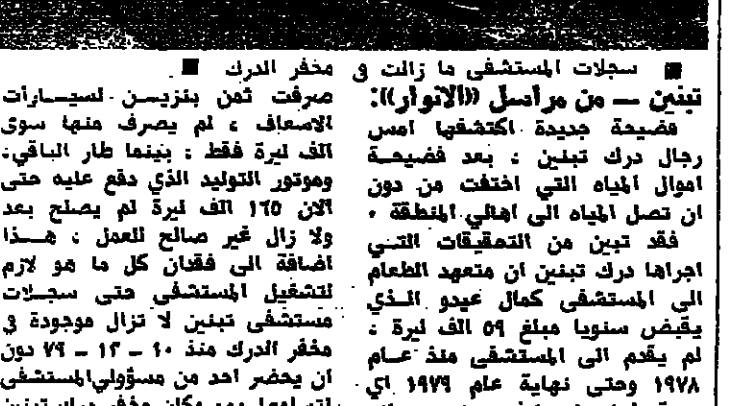 ■ سجلات المستشفى ما زالت في مخفر الدرك ■
تبنين — من مراسل ((الانوار)):
فضيحة جديدة اكتشفها امس
رجال درك تبنين ، بعد فضيحة
اموال المياه التي اختفت من دون
ان تصل المياه الى اهالي المنطقة .
فقد تبين من التحقيقات التي
اجراها درك تبنين ان متعهد الطعام
الى المستشفى كمال عيدو الذي
يقبض سنويا مبلغ ٥٩ الف ليرة ،
لم يقدم الى المستشفى منذ عام
١٩٧٨ وحتى نهاية عام ١٩٧٩ اي
صرفت ثمن بنزيسن لسيارات
الاسعاف ، لم يصرف منها سوى
الف ليرة فقط ، بينما طار الباقي،
وموتور التوليد الذي دفع عليه حتى
الان ١٦٥ الف ليرة لم يصلح بعد
ولا زال غير صالح للعمل ، هذا
اضافة الى فقدان كل ما هو لازم
لتشغيل المستشفى حتى سجلات
مستشفى تبنين لا تزال موجودة في
مخفر الدرك منذ ١٠ – ١٢ – ٧٩ دون
ان يحضر احد من مسؤولي المستشفى